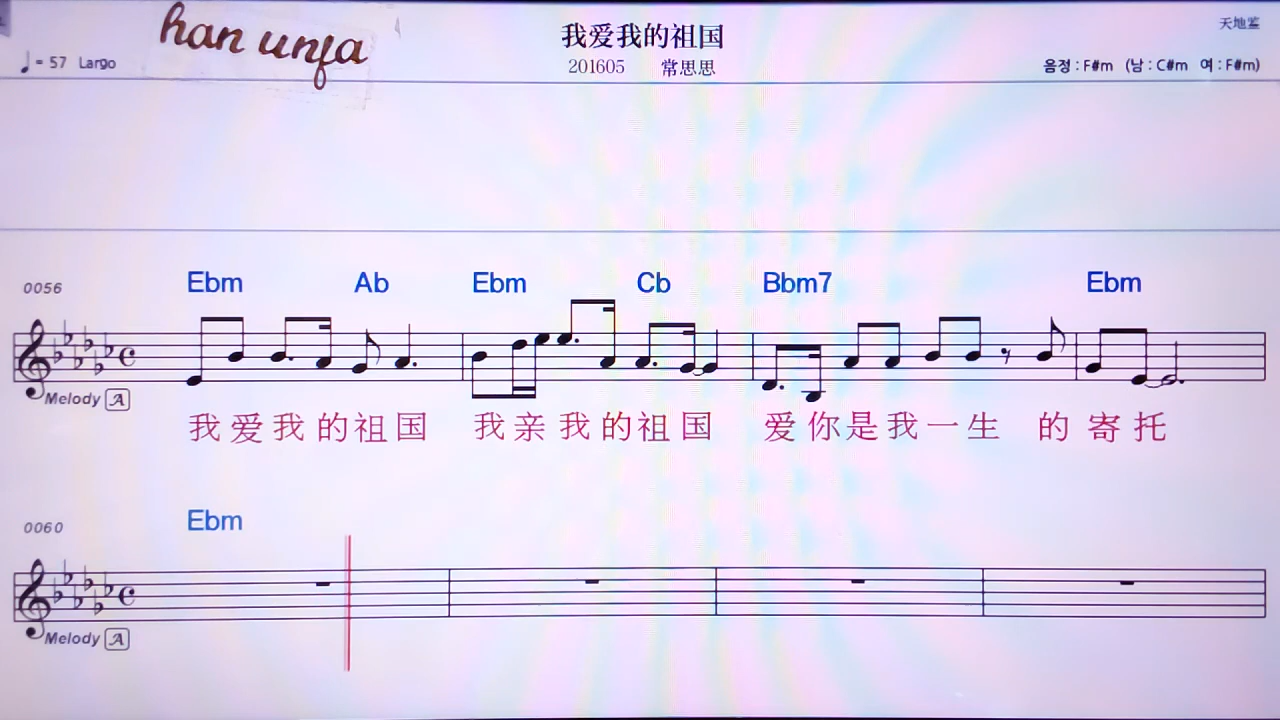 han unfa
我爱我的祖国
天地鉴
= 57 Largo
201605 常思思
음정 : F#m (남 : C#m 여 : F#m)
0056
Ebm Ab Ebm Cb Bbm7 Ebm
Melody A
我爱我的祖国 我亲我的祖国 爱你是我一生 的寄托
0060
Ebm
Melody A